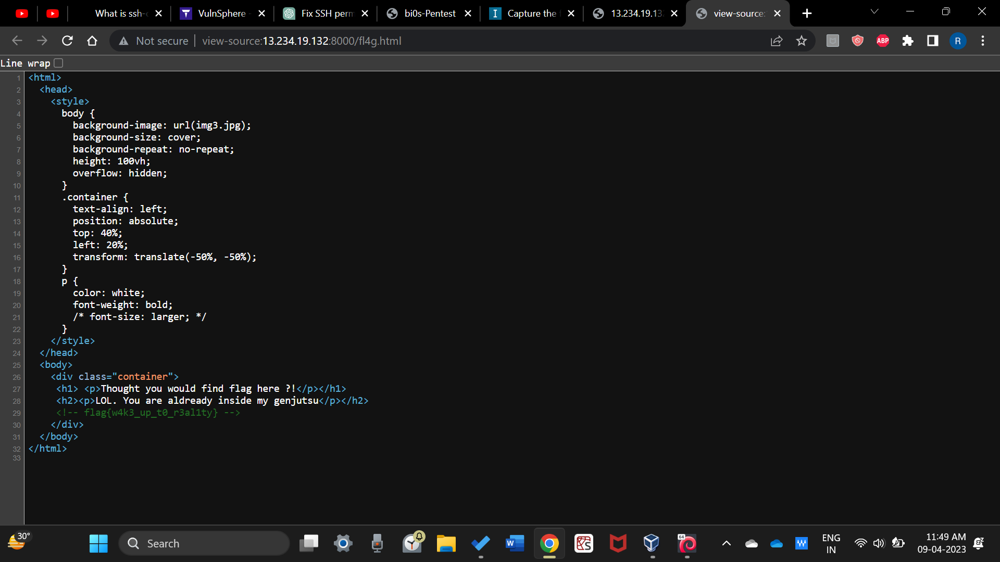 What is ssh-
VulnSphere
Fix SSH perm
bi0s-Pentest
Capture the
13.234.19.13
view-source:
Not secure
view-source:13.234.19.132:8000/fl4g.html
ABP
R
Line wrap
1 <html>
2 <head>
3 <style>
4 body {
5 background-image: url(img3.jpg);
6 background-size: cover;
7 background-repeat: no-repeat;
8 height: 100vh;
9 overflow: hidden;
10 }
11 .container {
12 text-align: left;
13 position: absolute;
14 top: 40%;
15 left: 20%;
16 transform: translate(-50%, -50%);
17 }
18 p {
19 color: white;
20 font-weight: bold;
21 /* font-size: larger; */
22 }
23 </style>
24 </head>
25 <body>
26 <div class="container">
27 <h1> <p>Thought you would find flag here ?!</p></h1>
28 <h2><p>LOL. You are aldready inside my genjutsu</p></h2>
29 <!-- flag{w4k3_up_t0_r3al1ty} -->
30 </div>
31 </body>
32 </html>
33
30°
Search
64
ENG
IN
11:49 AM
09-04-2023